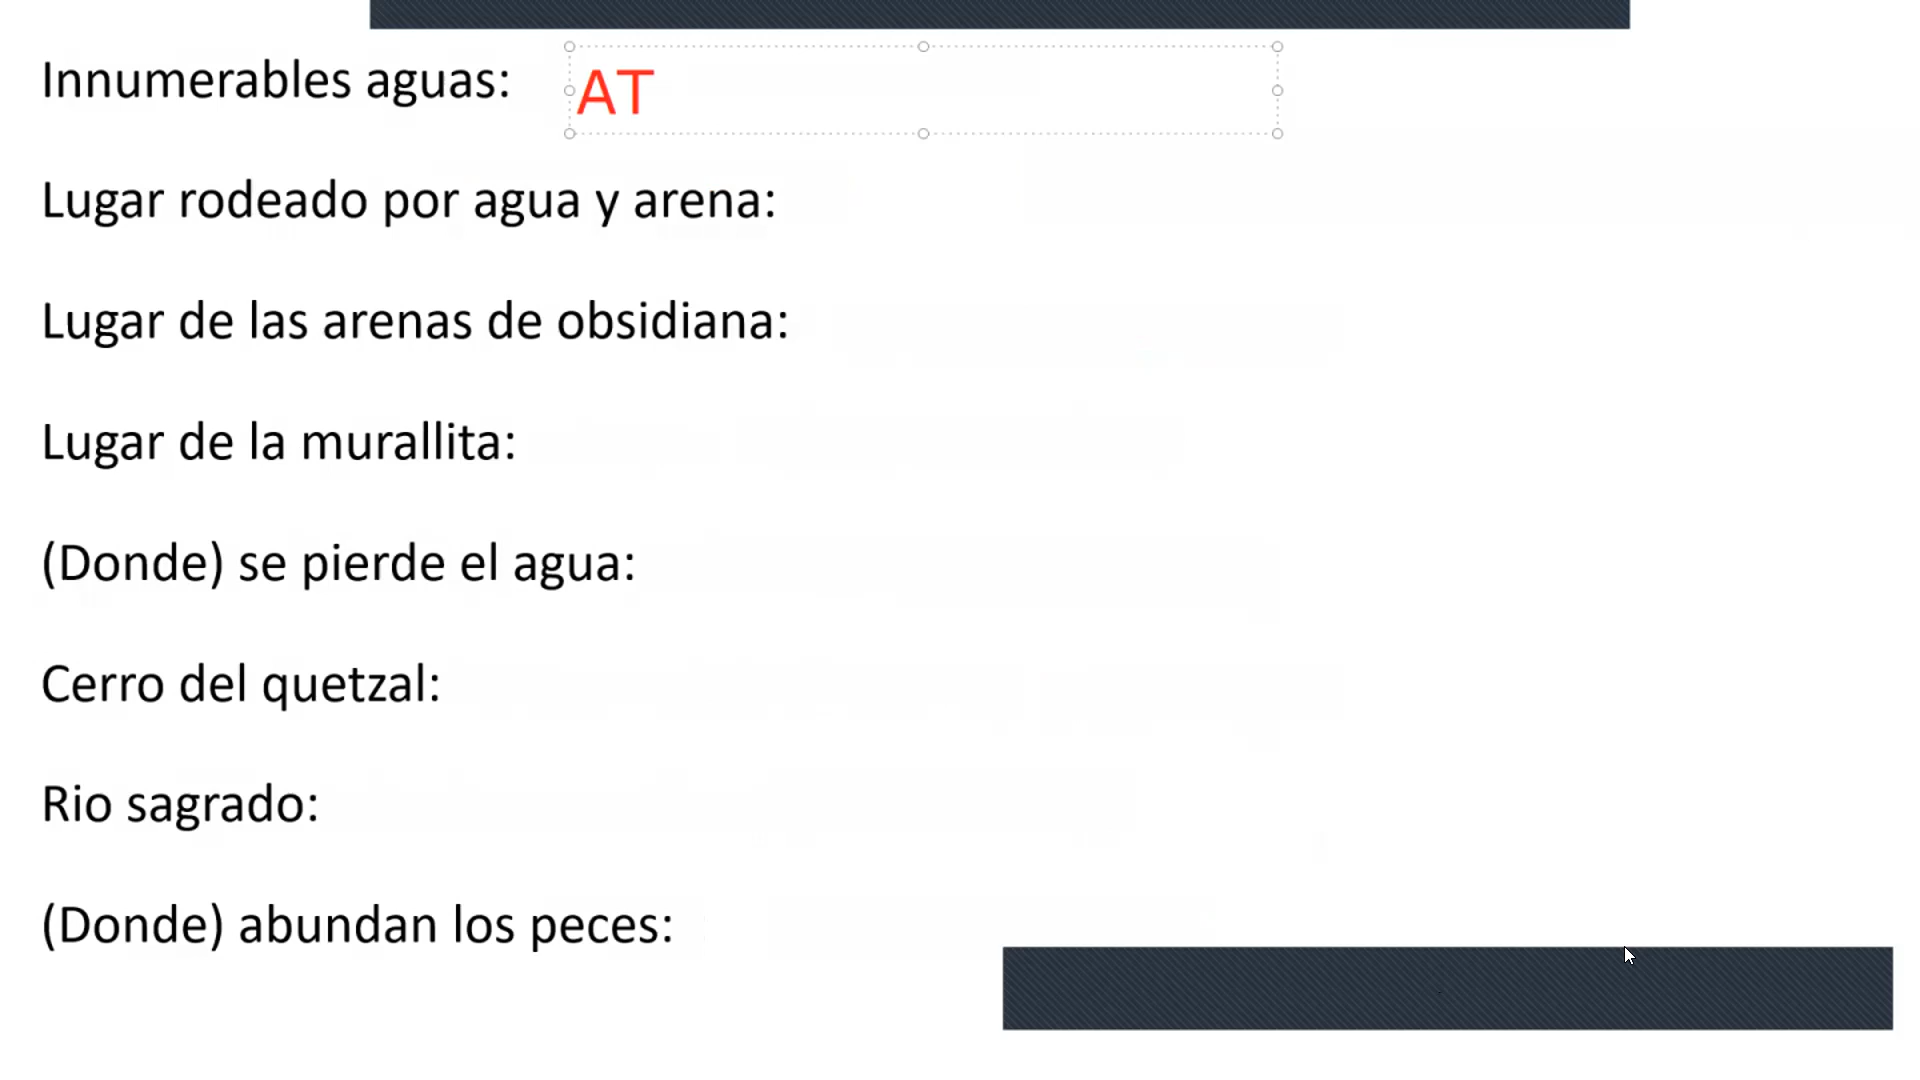 Innumerables aguas: AT
Lugar rodeado por agua y arena:
Lugar de las arenas de obsidiana:
Lugar de la murallita:
(Donde) se pierde el agua:
Cerro del quetzal:
Rio sagrado:
(Donde) abundan los peces: